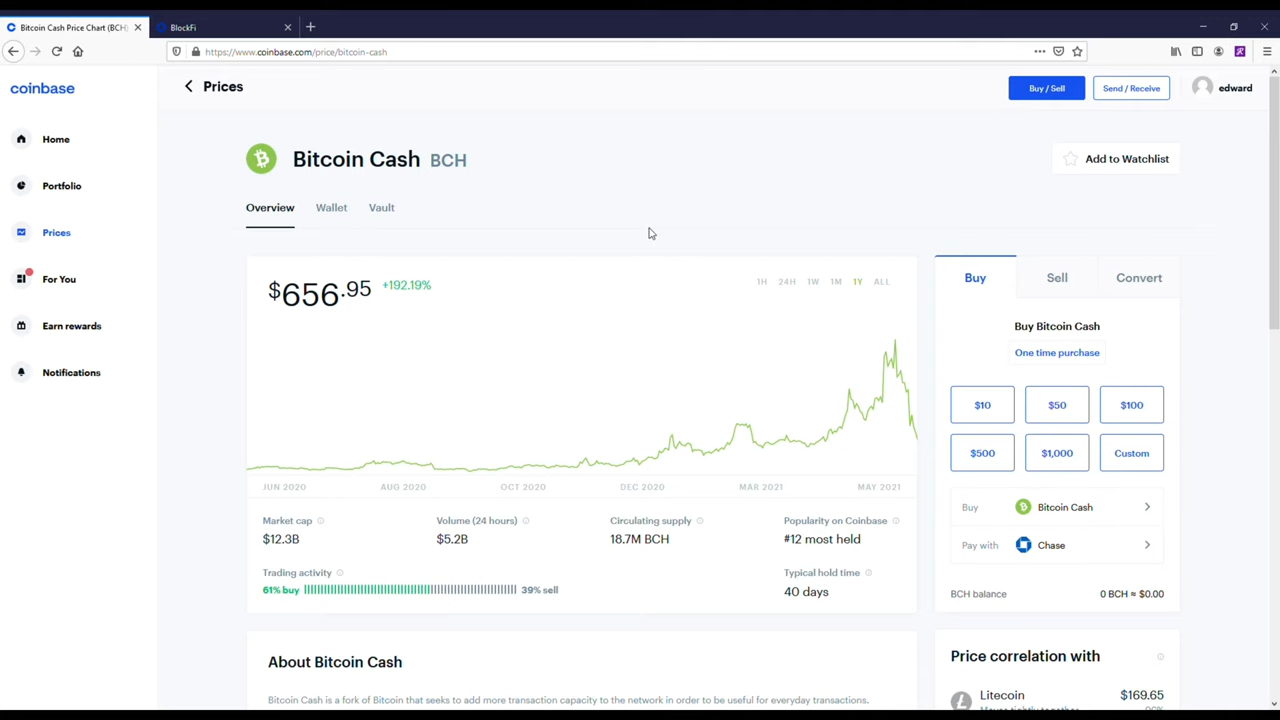 Bitcoin Cash Price Chart (BCH)
BlockFi
https://www.coinbase.com/price/bitcoin-cash
coinbase
Prices
Buy / Sell
Send / Receive
edward
Home
Portfolio
Prices
For You
Earn rewards
Notifications
Bitcoin Cash BCH
Add to Watchlist
Overview Wallet Vault
$656.95 +192.19%
1H 24H 1W 1M 1Y ALL
JUN 2020 AUG 2020 OCT 2020 DEC 2020 MAR 2021 MAY 2021
Market cap Volume (24 hours) Circulating supply Popularity on Coinbase
$12.3B $5.2B 18.7M BCH #12 most held
Trading activity Typical hold time
61% buy 39% sell 40 days
Buy Sell Convert
Buy Bitcoin Cash
One time purchase
$10 $50 $100
$500 $1,000 Custom
Buy Bitcoin Cash
Pay with Chase
BCH balance 0 BCH ≈ $0.00
About Bitcoin Cash
Bitcoin Cash is a fork of Bitcoin that seeks to add more transaction capacity to the network in order to be useful for everyday transactions.
Price correlation with
Litecoin $169.65